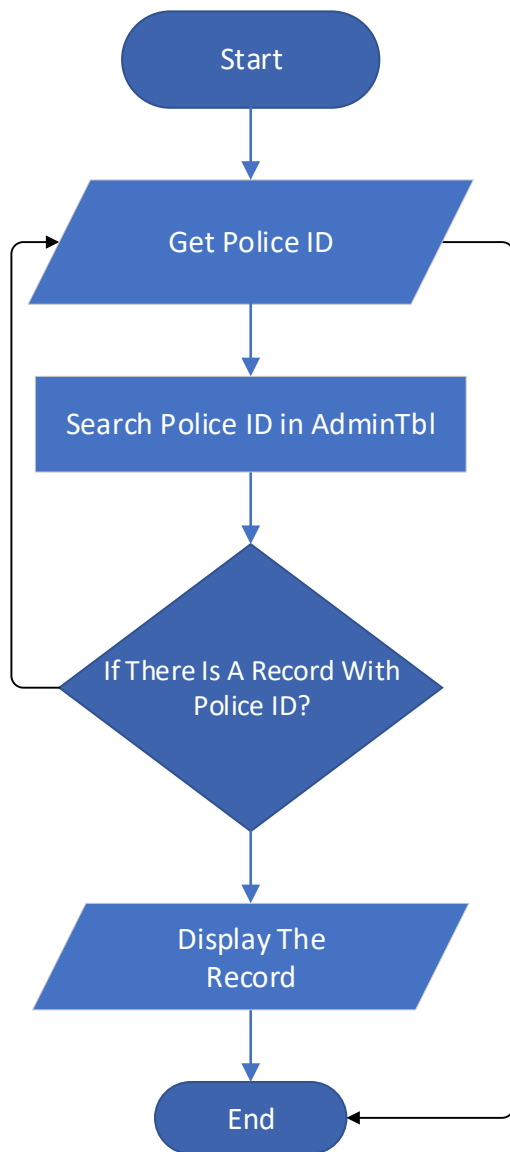 Start
Get Police ID
Search Police ID in AdminTbl
If There Is A Record With
Police ID?
Display The
Record
End